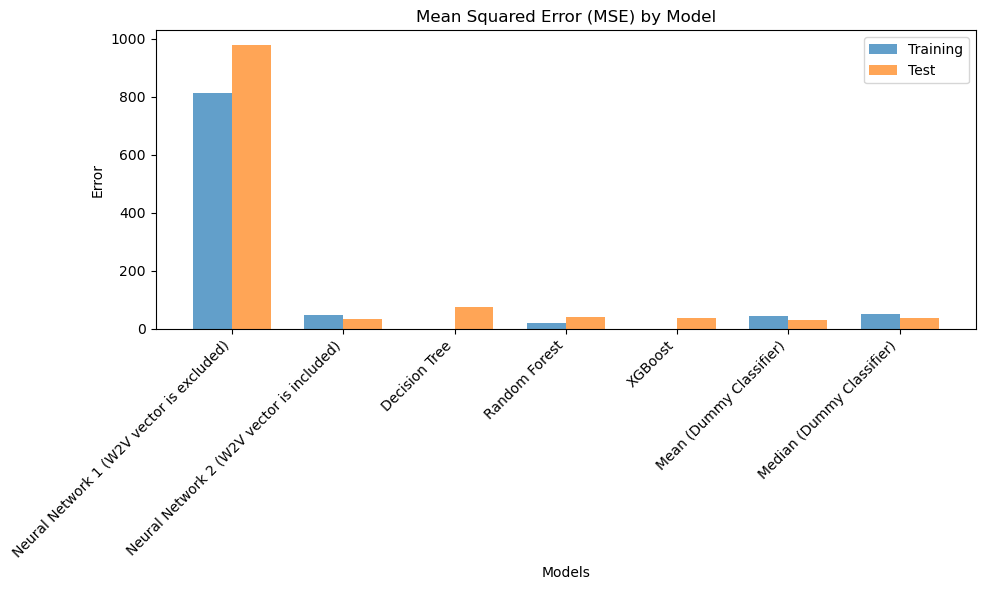 Mean Squared Error (MSE) by Model
Training
Test
Error
1000
800
600
400
200
0
Neural Network 1 (W2V vector is excluded)
Neural Network 2 (W2V vector is included)
Decision Tree
Random Forest
XGBoost
Mean (Dummy Classifier)
Median (Dummy Classifier)
Models